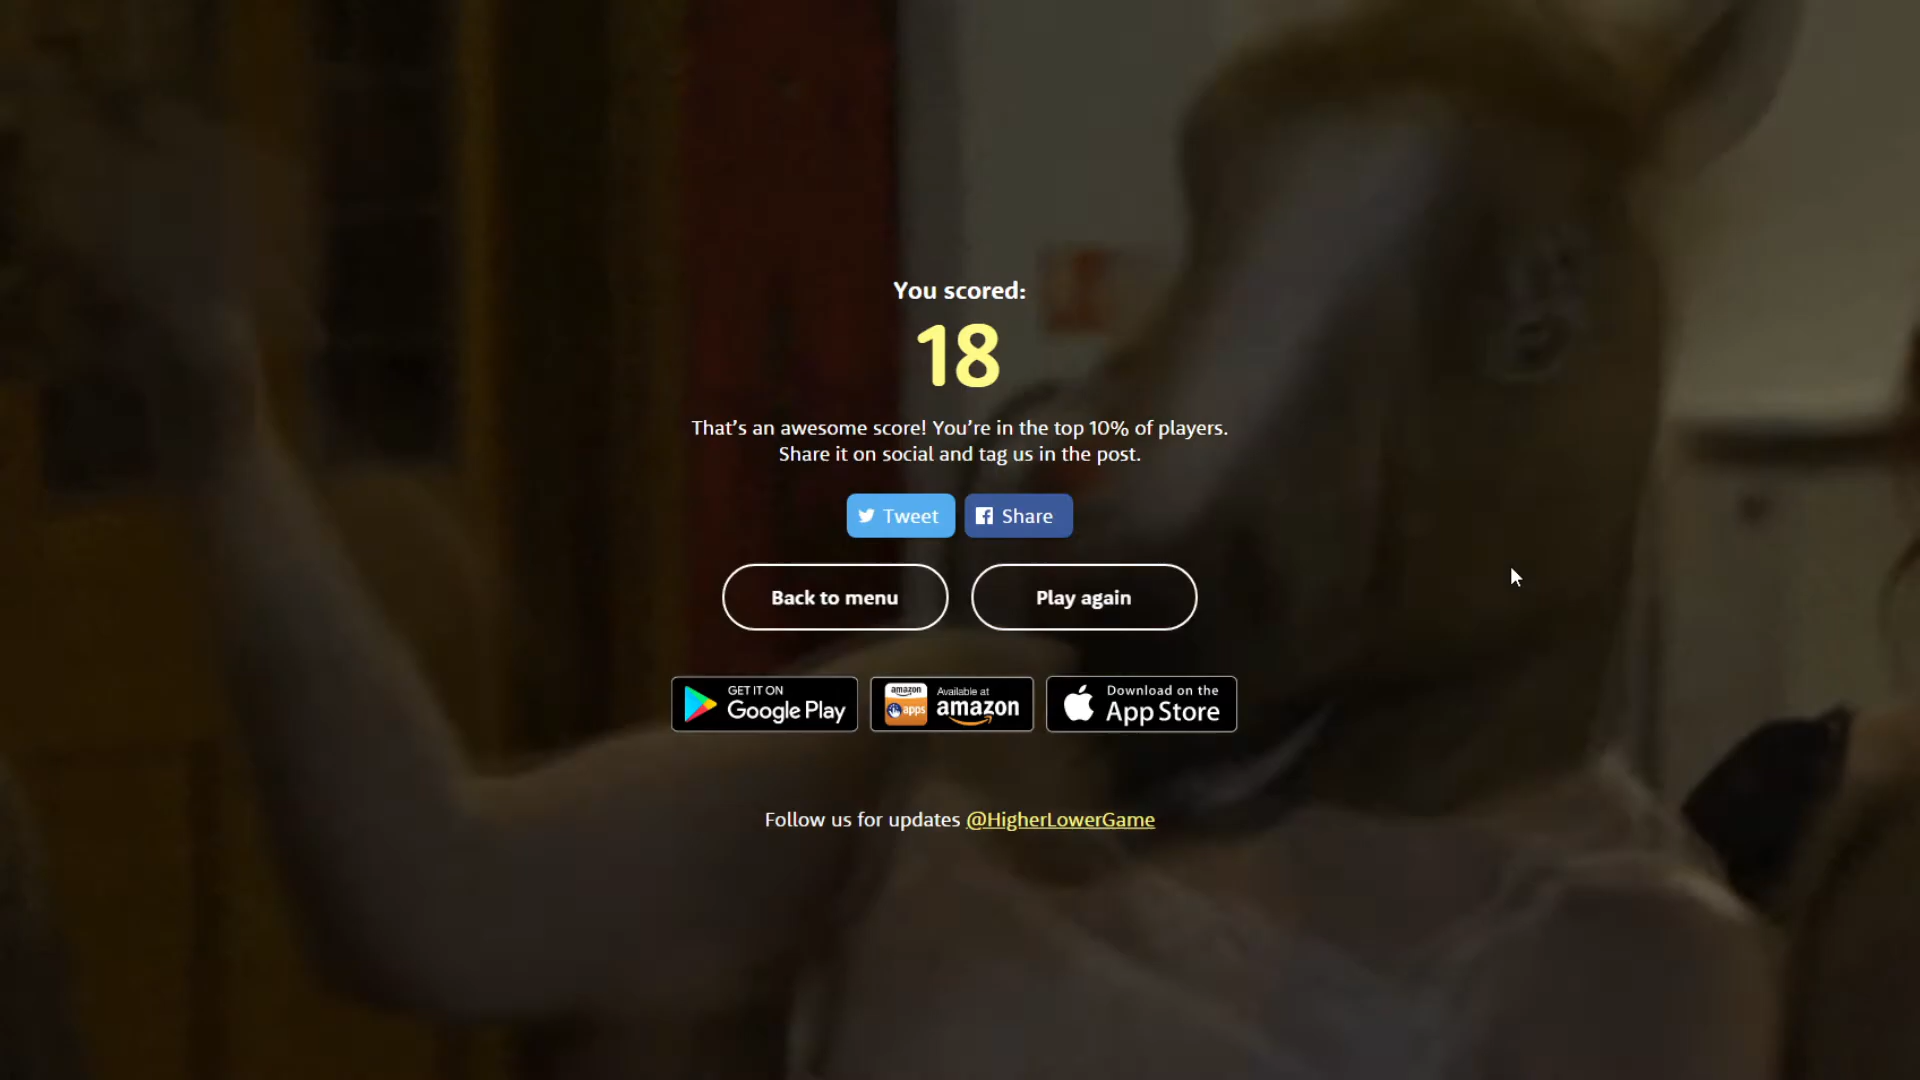 You scored:
18
That's an awesome score! You're in the top 10% of players.
Share it on social and tag us in the post.
Tweet
Share
Back to menu
Play again
GET IT ON
Google Play
amazon
apps
Available at
amazon
Download on the
App Store
Follow us for updates @HigherLowerGame